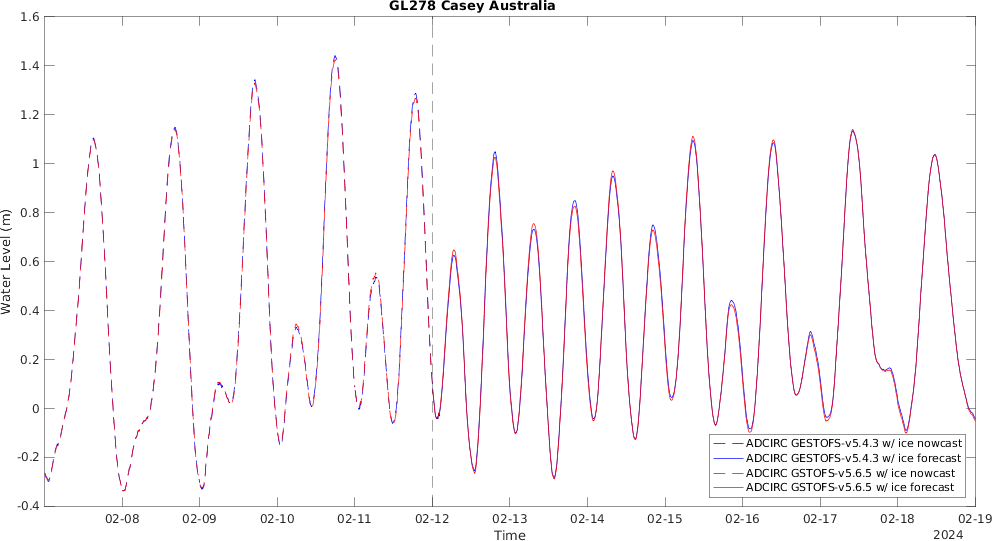 GL278 Casey Australia
Water Level (m)
1.6
1.4
1.2
1
0.8
0.6
0.4
0.2
0
-0.2
-0.4
ADCIRC GESTOFS-v5.4.3 w/ ice nowcast
ADCIRC GESTOFS-v5.4.3 w/ ice forecast
ADCIRC GSTOFS-v5.6.5 w/ ice nowcast
ADCIRC GSTOFS-v5.6.5 w/ ice forecast
02-08 02-09 02-10 02-11 02-12 02-13 02-14 02-15 02-16 02-17 02-18 02-19
Time
2024